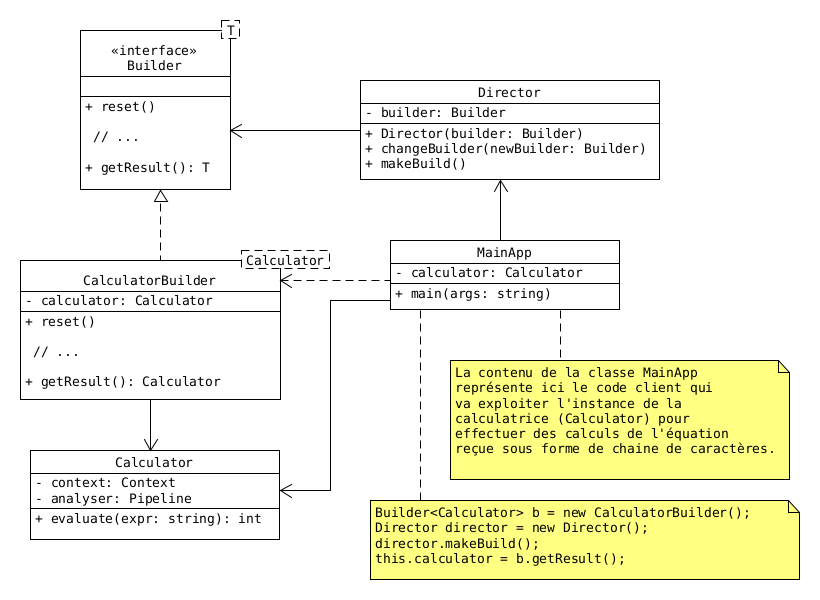 T
«interface»
Builder
+ reset()
// ...
+ getResult(): T
Director
- builder: Builder
+ Director(builder: Builder)
+ changeBuilder(newBuilder: Builder)
+ makeBuild()
Calculator
CalculatorBuilder
- calculator: Calculator
+ reset()
// ...
+ getResult(): Calculator
MainApp
- calculator: Calculator
+ main(args: string)
La contenu de la classe MainApp
représente ici le code client qui
va exploiter l'instance de la
calculatrice (Calculator) pour
effectuer des calculs de l'équation
reçue sous forme de chaine de caractères.
Calculator
- context: Context
- analyser: Pipeline
+ evaluate(expr: string): int
Builder<Calculator> b = new CalculatorBuilder();
Director director = new Director();
director.makeBuild();
this.calculator = b.getResult();